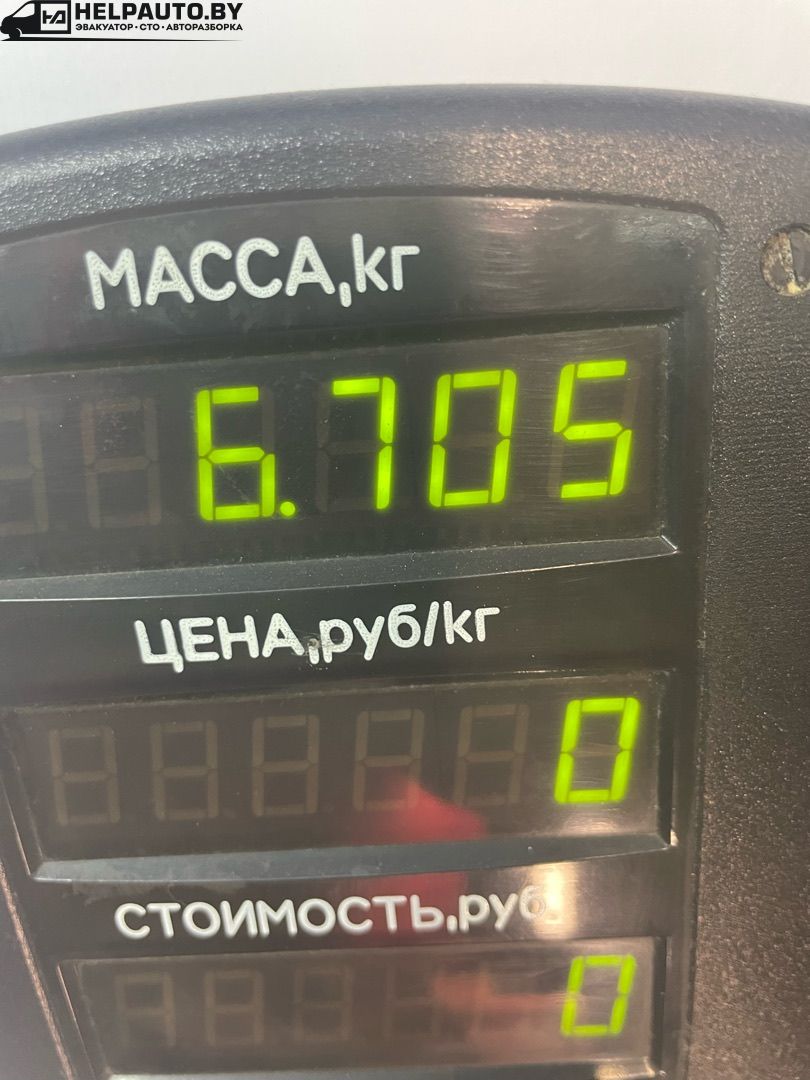 HELPAUTO.BY
ЭВАКУАТОР•СТО•АВТОРАЗБОРКА
МАССА,кг
6.705
ЦЕНА,руб/кг
0
СТОИМОСТЬ,руб
0